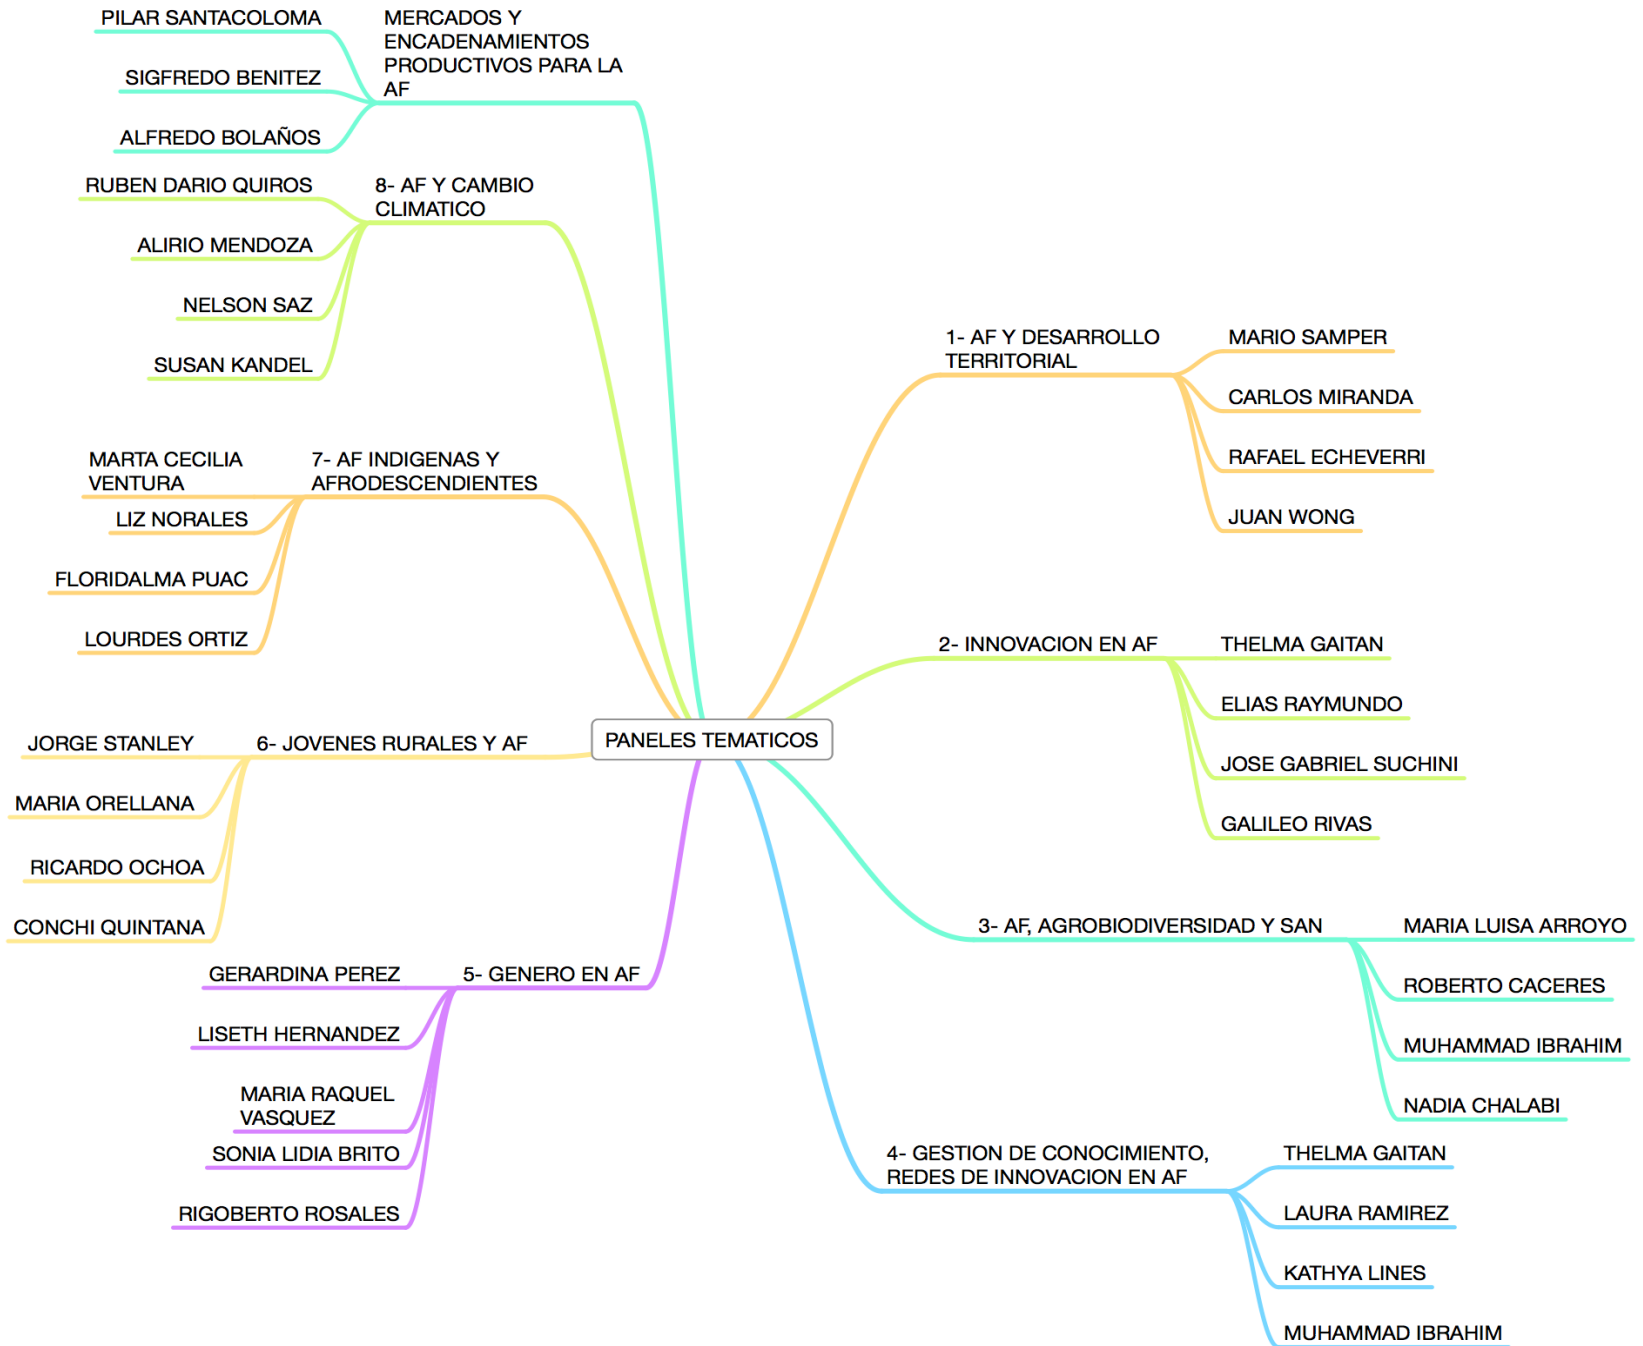 PANELES TEMATICOS
1- AF Y DESARROLLO
TERRITORIAL
MARIO SAMPER
CARLOS MIRANDA
RAFAEL ECHEVERRI
JUAN WONG
2- INNOVACION EN AF
THELMA GAITAN
ELIAS RAYMUNDO
JOSE GABRIEL SUCHINI
GALILEO RIVAS
3- AF, AGROBIODIVERSIDAD Y SAN
MARIA LUISA ARROYO
ROBERTO CACERES
MUHAMMAD IBRAHIM
NADIA CHALABI
4- GESTION DE CONOCIMIENTO,
REDES DE INNOVACION EN AF
THELMA GAITAN
LAURA RAMIREZ
KATHYA LINES
MUHAMMAD IBRAHIM
5- GENERO EN AF
GERARDINA PEREZ
LISETH HERNANDEZ
MARIA RAQUEL
VASQUEZ
SONIA LIDIA BRITO
RIGOBERTO ROSALES
6- JOVENES RURALES Y AF
JORGE STANLEY
MARIA ORELLANA
RICARDO OCHOA
CONCHI QUINTANA
7- AF INDIGENAS Y
AFRODESCENDIENTES
MARTA CECILIA
VENTURA
LIZ NORALES
FLORIDALMA PUAC
LOURDES ORTIZ
8- AF Y CAMBIO
CLIMATICO
RUBEN DARIO QUIROS
ALIRIO MENDOZA
NELSON SAZ
SUSAN KANDEL
MERCADOS Y
ENCADENAMIENTOS
PRODUCTIVOS PARA LA
AF
PILAR SANTACOLOMA
SIGFREDO BENITEZ
ALFREDO BOLAÑOS